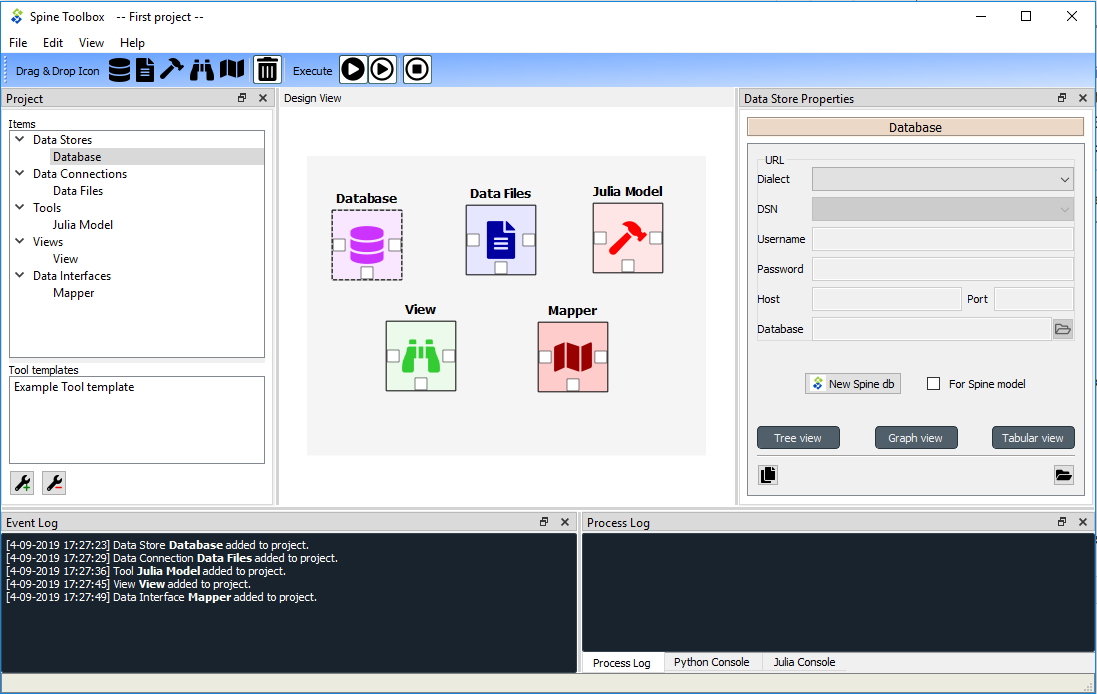 Spine Toolbox -- First project --
File Edit View Help
Drag & Drop Icon Execute
Project
Items
Data Stores
Database
Data Connections
Data Files
Tools
Julia Model
Views
View
Data Interfaces
Mapper
Tool templates
Example Tool template
Design View
Database
Data Files
Julia Model
View
Mapper
Data Store Properties
Database
URL
Dialect
DSN
Username
Password
Host Port
Database
New Spine db For Spine model
Tree view Graph view Tabular view
Event Log
[4-09-2019 17:27:23] Data Store Database added to project.
[4-09-2019 17:27:29] Data Connection Data Files added to project.
[4-09-2019 17:27:36] Tool Julia Model added to project.
[4-09-2019 17:27:45] View View added to project.
[4-09-2019 17:27:49] Data Interface Mapper added to project.
Process Log
Process Log Python Console Julia Console